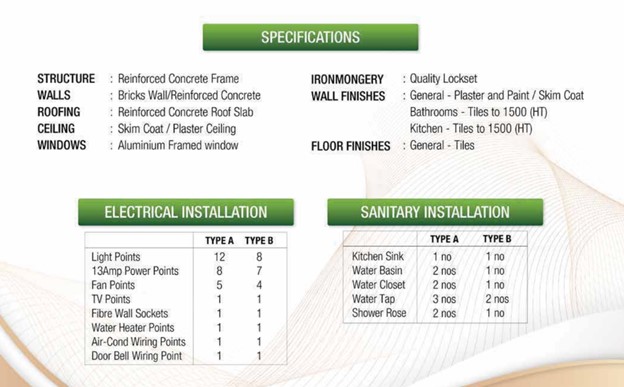 SPECIFICATIONS
STRUCTURE : Reinforced Concrete Frame
WALLS : Bricks Wall/Reinforced Concrete
ROOFING : Reinforced Concrete Roof Slab
CEILING : Skim Coat / Plaster Ceiling
WINDOWS : Aluminium Framed window
IRONMONGERY : Quality Lockset
WALL FINISHES : General - Plaster and Paint / Skim Coat
Bathrooms - Tiles to 1500 (HT)
Kitchen - Tiles to 1500 (HT)
FLOOR FINISHES : General - Tiles
ELECTRICAL INSTALLATION
TYPE A TYPE B
Light Points 12 8
13Amp Power Points 8 7
Fan Points 5 4
TV Points 1 1
Fibre Wall Sockets 1 1
Water Heater Points 1 1
Air-Cond Wiring Points 1 1
Door Bell Wiring Point 1 1
SANITARY INSTALLATION
TYPE A TYPE B
Kitchen Sink 1 no 1 no
Water Basin 2 nos 1 no
Water Closet 2 nos 1 no
Water Tap 3 nos 2 nos
Shower Rose 2 nos 1 no